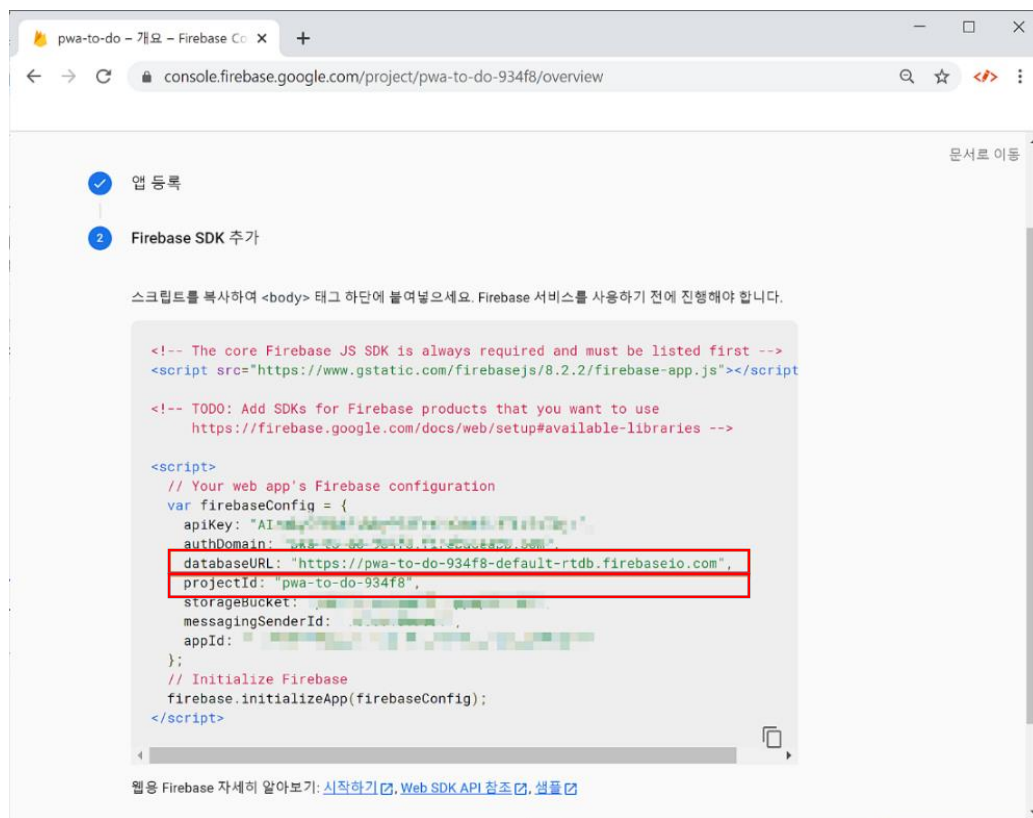 pwa-to-do – 개요 – Firebase Co
console.firebase.google.com/project/pwa-to-do-934f8/overview
문서로 이동
앱 등록
2
Firebase SDK 추가
스크립트를 복사하여 <body> 태그 하단에 붙여넣으세요. Firebase 서비스를 사용하기 전에 진행해야 합니다.
<!-- The core Firebase JS SDK is always required and must be listed first -->
<script src="https://www.gstatic.com/firebasejs/8.2.2/firebase-app.js"></script
<!-- TODO: Add SDKs for Firebase products that you want to use
https://firebase.google.com/docs/web/setup#available-libraries -->
<script>
// Your web app's Firebase configuration
var firebaseConfig = {
apiKey: "AI
authDomain:
databaseURL: "https://pwa-to-do-934f8-default-rtdb.firebaseio.com",
projectId: "pwa-to-do-934f8",
storageBucket:
messagingSenderId:
appId:
};
// Initialize Firebase
firebase.initializeApp(firebaseConfig);
</script>
웹용 Firebase 자세히 알아보기: 시작하기, Web SDK API 참조, 샘플